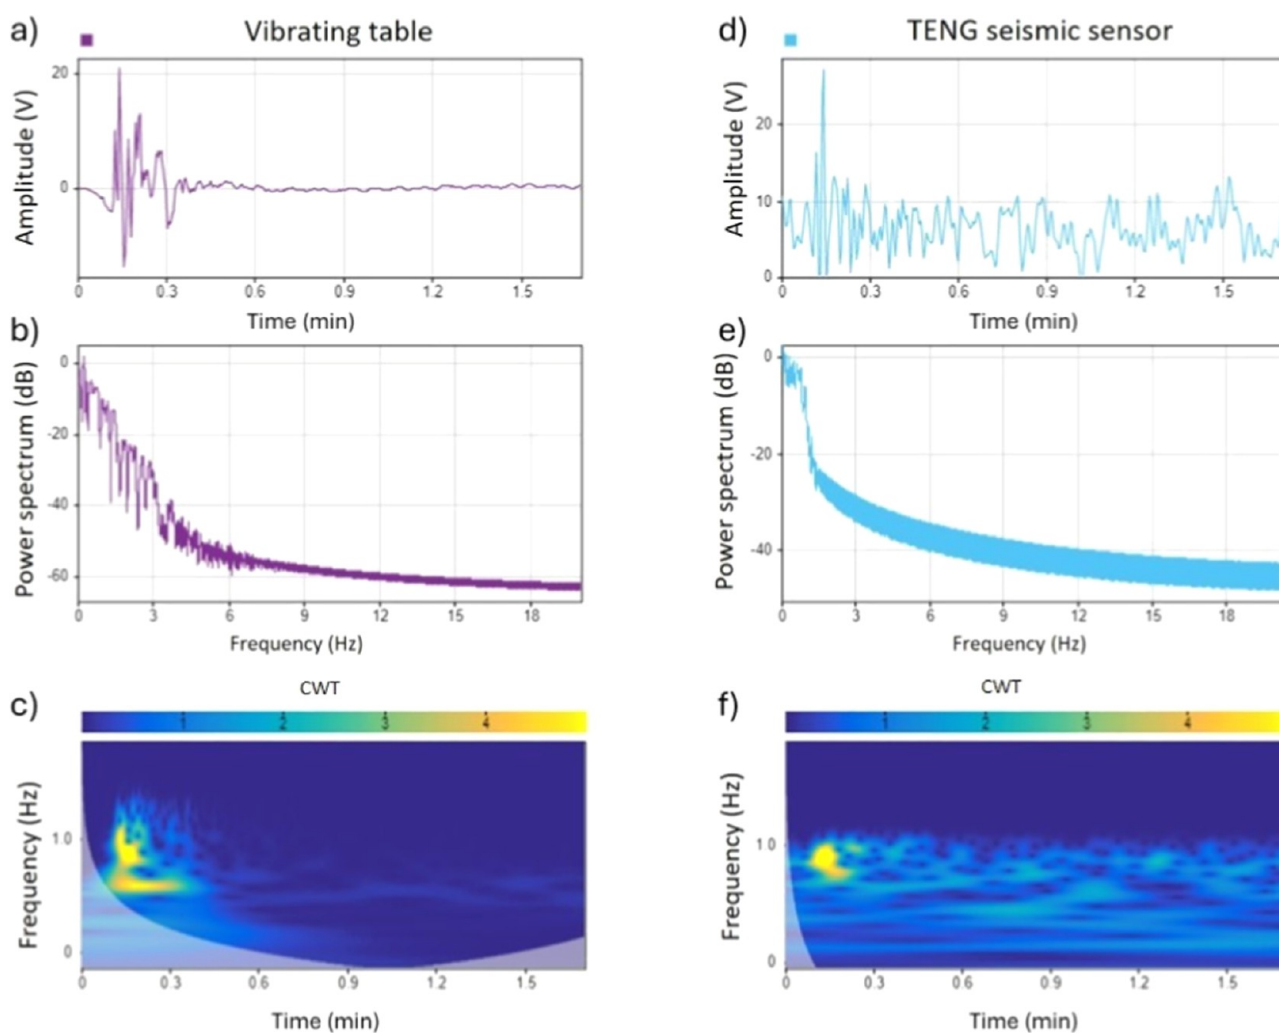 a)
Vibrating table
Amplitude (V)
20
0
0 0.3 0.6 0.9 1.2 1.5
Time (min)
d)
TENG seismic sensor
Amplitude (V)
20
10
0
0 0.3 0.6 0.9 1.2 1.5
Time (min)
b)
Power spectrum (dB)
0
-20
-40
-60
0 3 6 9 12 15 18
Frequency (Hz)
e)
Power spectrum (dB)
0
-20
-40
0 3 6 9 12 15 18
Frequency (Hz)
c)
CWT
1 2 3 4
Frequency (Hz)
1.0
0
0 0.3 0.6 0.9 1.2 1.5
Time (min)
f)
CWT
1 2 3 4
Frequency (Hz)
1.0
0
0 0.3 0.6 0.9 1.2 1.5
Time (min)